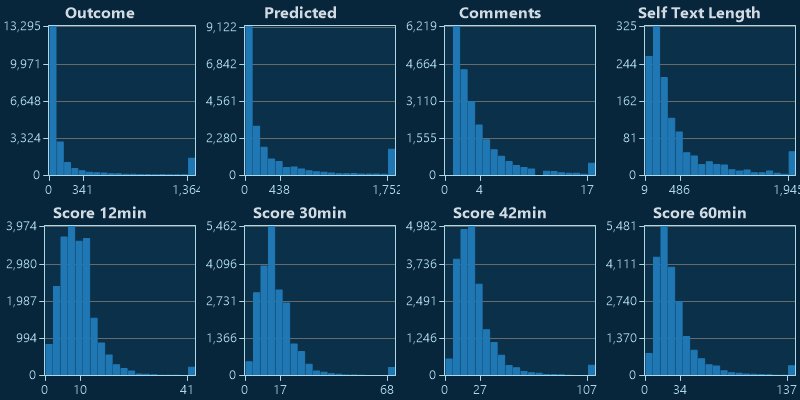 Outcome
13,295
9,971
6,648
3,324
0
0 341 1,364
Predicted
9,122
6,842
4,561
2,280
0
0 438 1,752
Comments
6,219
4,664
3,110
1,555
0
0 4 17
Self Text Length
325
244
162
81
0
9 486 1,945
Score 12min
3,974
2,980
1,987
994
0
0 10 41
Score 30min
5,462
4,096
2,731
1,366
0
0 17 68
Score 42min
4,982
3,736
2,491
1,246
0
0 27 107
Score 60min
5,481
4,111
2,740
1,370
0
0 34 137